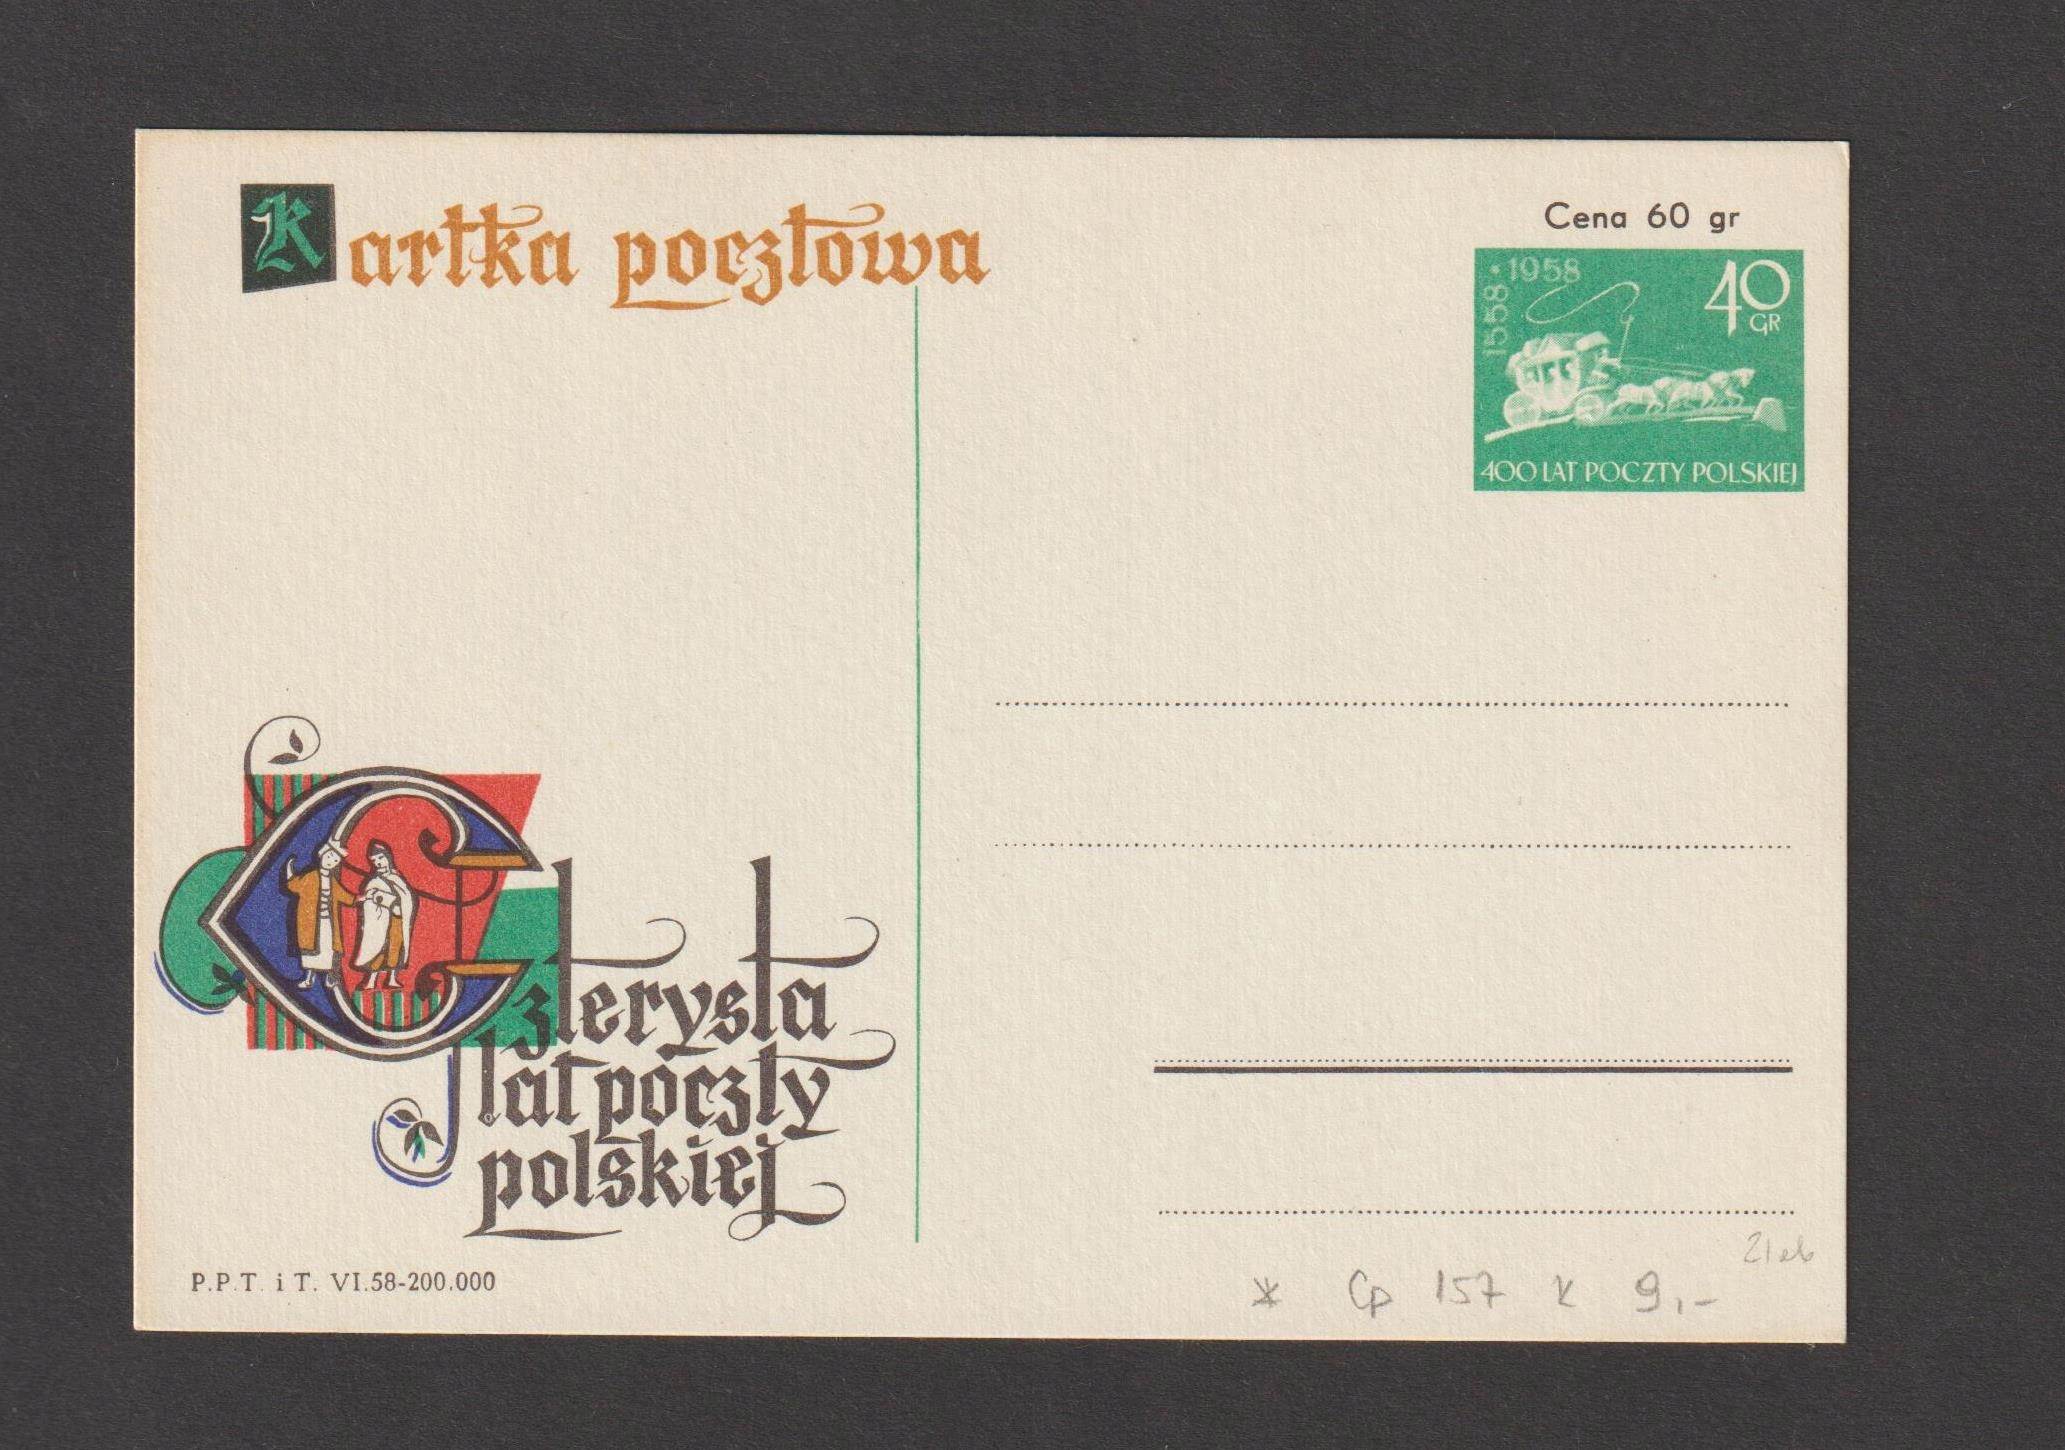 Kartka pocztowa
Cena 60 gr
1558 • 1958
40
GR
400 LAT POCZTY POLSKIEJ
Czterysta
lat poczty
polskiej
P.P.T. i T. VI.58-200.000
* Cp 157 K 9,-